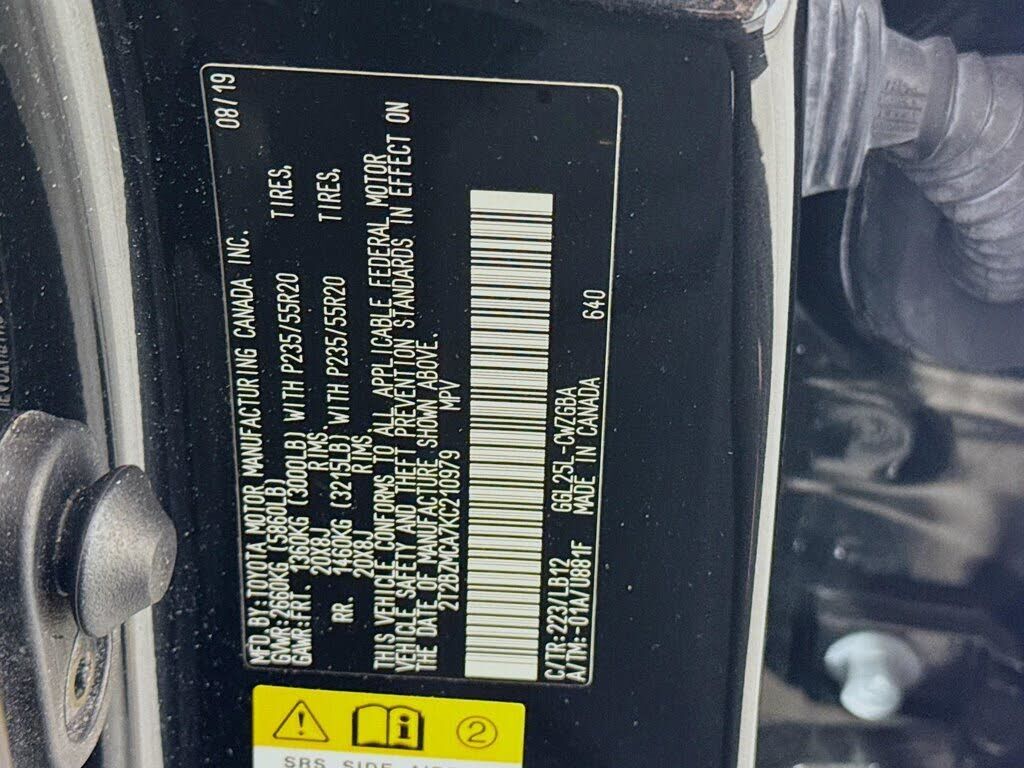 MFD. BY: TOYOTA MOTOR MANUFACTURING CANADA INC. 08/19
GVWR: 2660KG (5860LB)
GAWR: FRT. 1360KG (3000LB) WITH P235/55R20 TIRES,
20X8J RIMS
RR. 1460KG (3215LB) WITH P235/55R20 TIRES,
20X8J RIMS
THIS VEHICLE CONFORMS TO ALL APPLICABLE FEDERAL MOTOR
VEHICLE SAFETY AND THEFT PREVENTION STANDARDS IN EFFECT ON
THE DATE OF MANUFACTURE SHOWN ABOVE.
2T2BZMCA7KC210979 MPV
C/TR: 223/LB12 GGL25L-CWZGBA
A/TM: -01A/U881F MADE IN CANADA 640
2
SRS SIDE